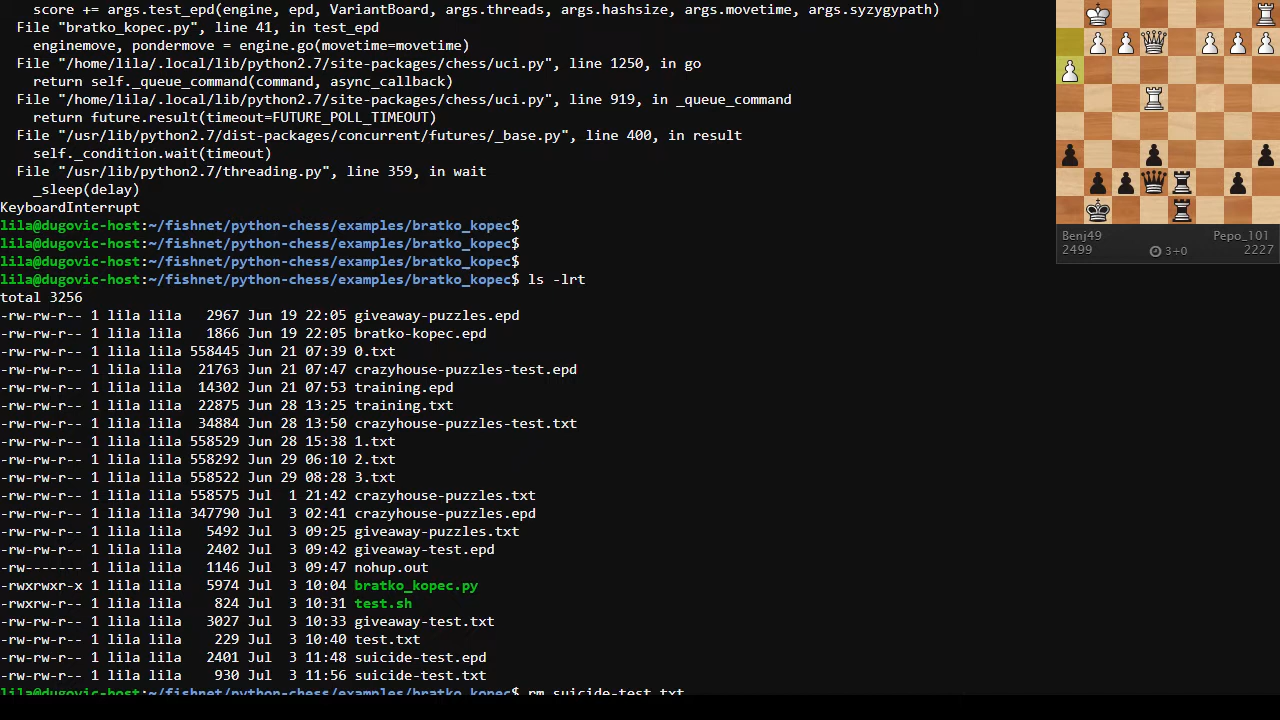 score += args.test_epd(engine, epd, VariantBoard, args.threads, args.hashsize, args.movetime, args.syzygypath)
  File "bratko_kopec.py", line 41, in test_epd
    enginemove, pondermove = engine.go(movetime=movetime)
  File "/home/lila/.local/lib/python2.7/site-packages/chess/uci.py", line 1250, in go
    return self._queue_command(command, async_callback)
  File "/home/lila/.local/lib/python2.7/site-packages/chess/uci.py", line 919, in _queue_command
    return future.result(timeout=FUTURE_POLL_TIMEOUT)
  File "/usr/lib/python2.7/dist-packages/concurrent/futures/_base.py", line 400, in result
    self._condition.wait(timeout)
  File "/usr/lib/python2.7/threading.py", line 359, in wait
    _sleep(delay)
KeyboardInterrupt
lila@dugovic-host:~/fishnet/python-chess/examples/bratko_kopec$
lila@dugovic-host:~/fishnet/python-chess/examples/bratko_kopec$
lila@dugovic-host:~/fishnet/python-chess/examples/bratko_kopec$
lila@dugovic-host:~/fishnet/python-chess/examples/bratko_kopec$ ls -lrt
total 3256
-rw-rw-r-- 1 lila lila   2967 Jun 19 22:05 giveaway-puzzles.epd
-rw-rw-r-- 1 lila lila   1866 Jun 19 22:05 bratko-kopec.epd
-rw-rw-r-- 1 lila lila 558445 Jun 21 07:39 0.txt
-rw-rw-r-- 1 lila lila  21763 Jun 21 07:47 crazyhouse-puzzles-test.epd
-rw-rw-r-- 1 lila lila  14302 Jun 21 07:53 training.epd
-rw-rw-r-- 1 lila lila  22875 Jun 28 13:25 training.txt
-rw-rw-r-- 1 lila lila  34884 Jun 28 13:50 crazyhouse-puzzles-test.txt
-rw-rw-r-- 1 lila lila 558529 Jun 28 15:38 1.txt
-rw-rw-r-- 1 lila lila 558292 Jun 29 06:10 2.txt
-rw-rw-r-- 1 lila lila 558522 Jun 29 08:28 3.txt
-rw-rw-r-- 1 lila lila 558575 Jul  1 21:42 crazyhouse-puzzles.txt
-rw-rw-r-- 1 lila lila 347790 Jul  3 02:41 crazyhouse-puzzles.epd
-rw-rw-r-- 1 lila lila   5492 Jul  3 09:25 giveaway-puzzles.txt
-rw-rw-r-- 1 lila lila   2402 Jul  3 09:42 giveaway-test.epd
-rw------- 1 lila lila   1146 Jul  3 09:47 nohup.out
-rwxrwxr-x 1 lila lila   5974 Jul  3 10:04 bratko_kopec.py
-rwxrw-r-- 1 lila lila    824 Jul  3 10:31 test.sh
-rw-rw-r-- 1 lila lila   3027 Jul  3 10:33 giveaway-test.txt
-rw-rw-r-- 1 lila lila    229 Jul  3 10:40 test.txt
-rw-rw-r-- 1 lila lila   2401 Jul  3 11:48 suicide-test.epd
-rw-rw-r-- 1 lila lila    930 Jul  3 11:56 suicide-test.txt
lila@dugovic-host:~/fishnet/python-chess/examples/bratko_kopec$ rm suicide-test.txt
Benj49 Pepo_101
2499 3+0 2227